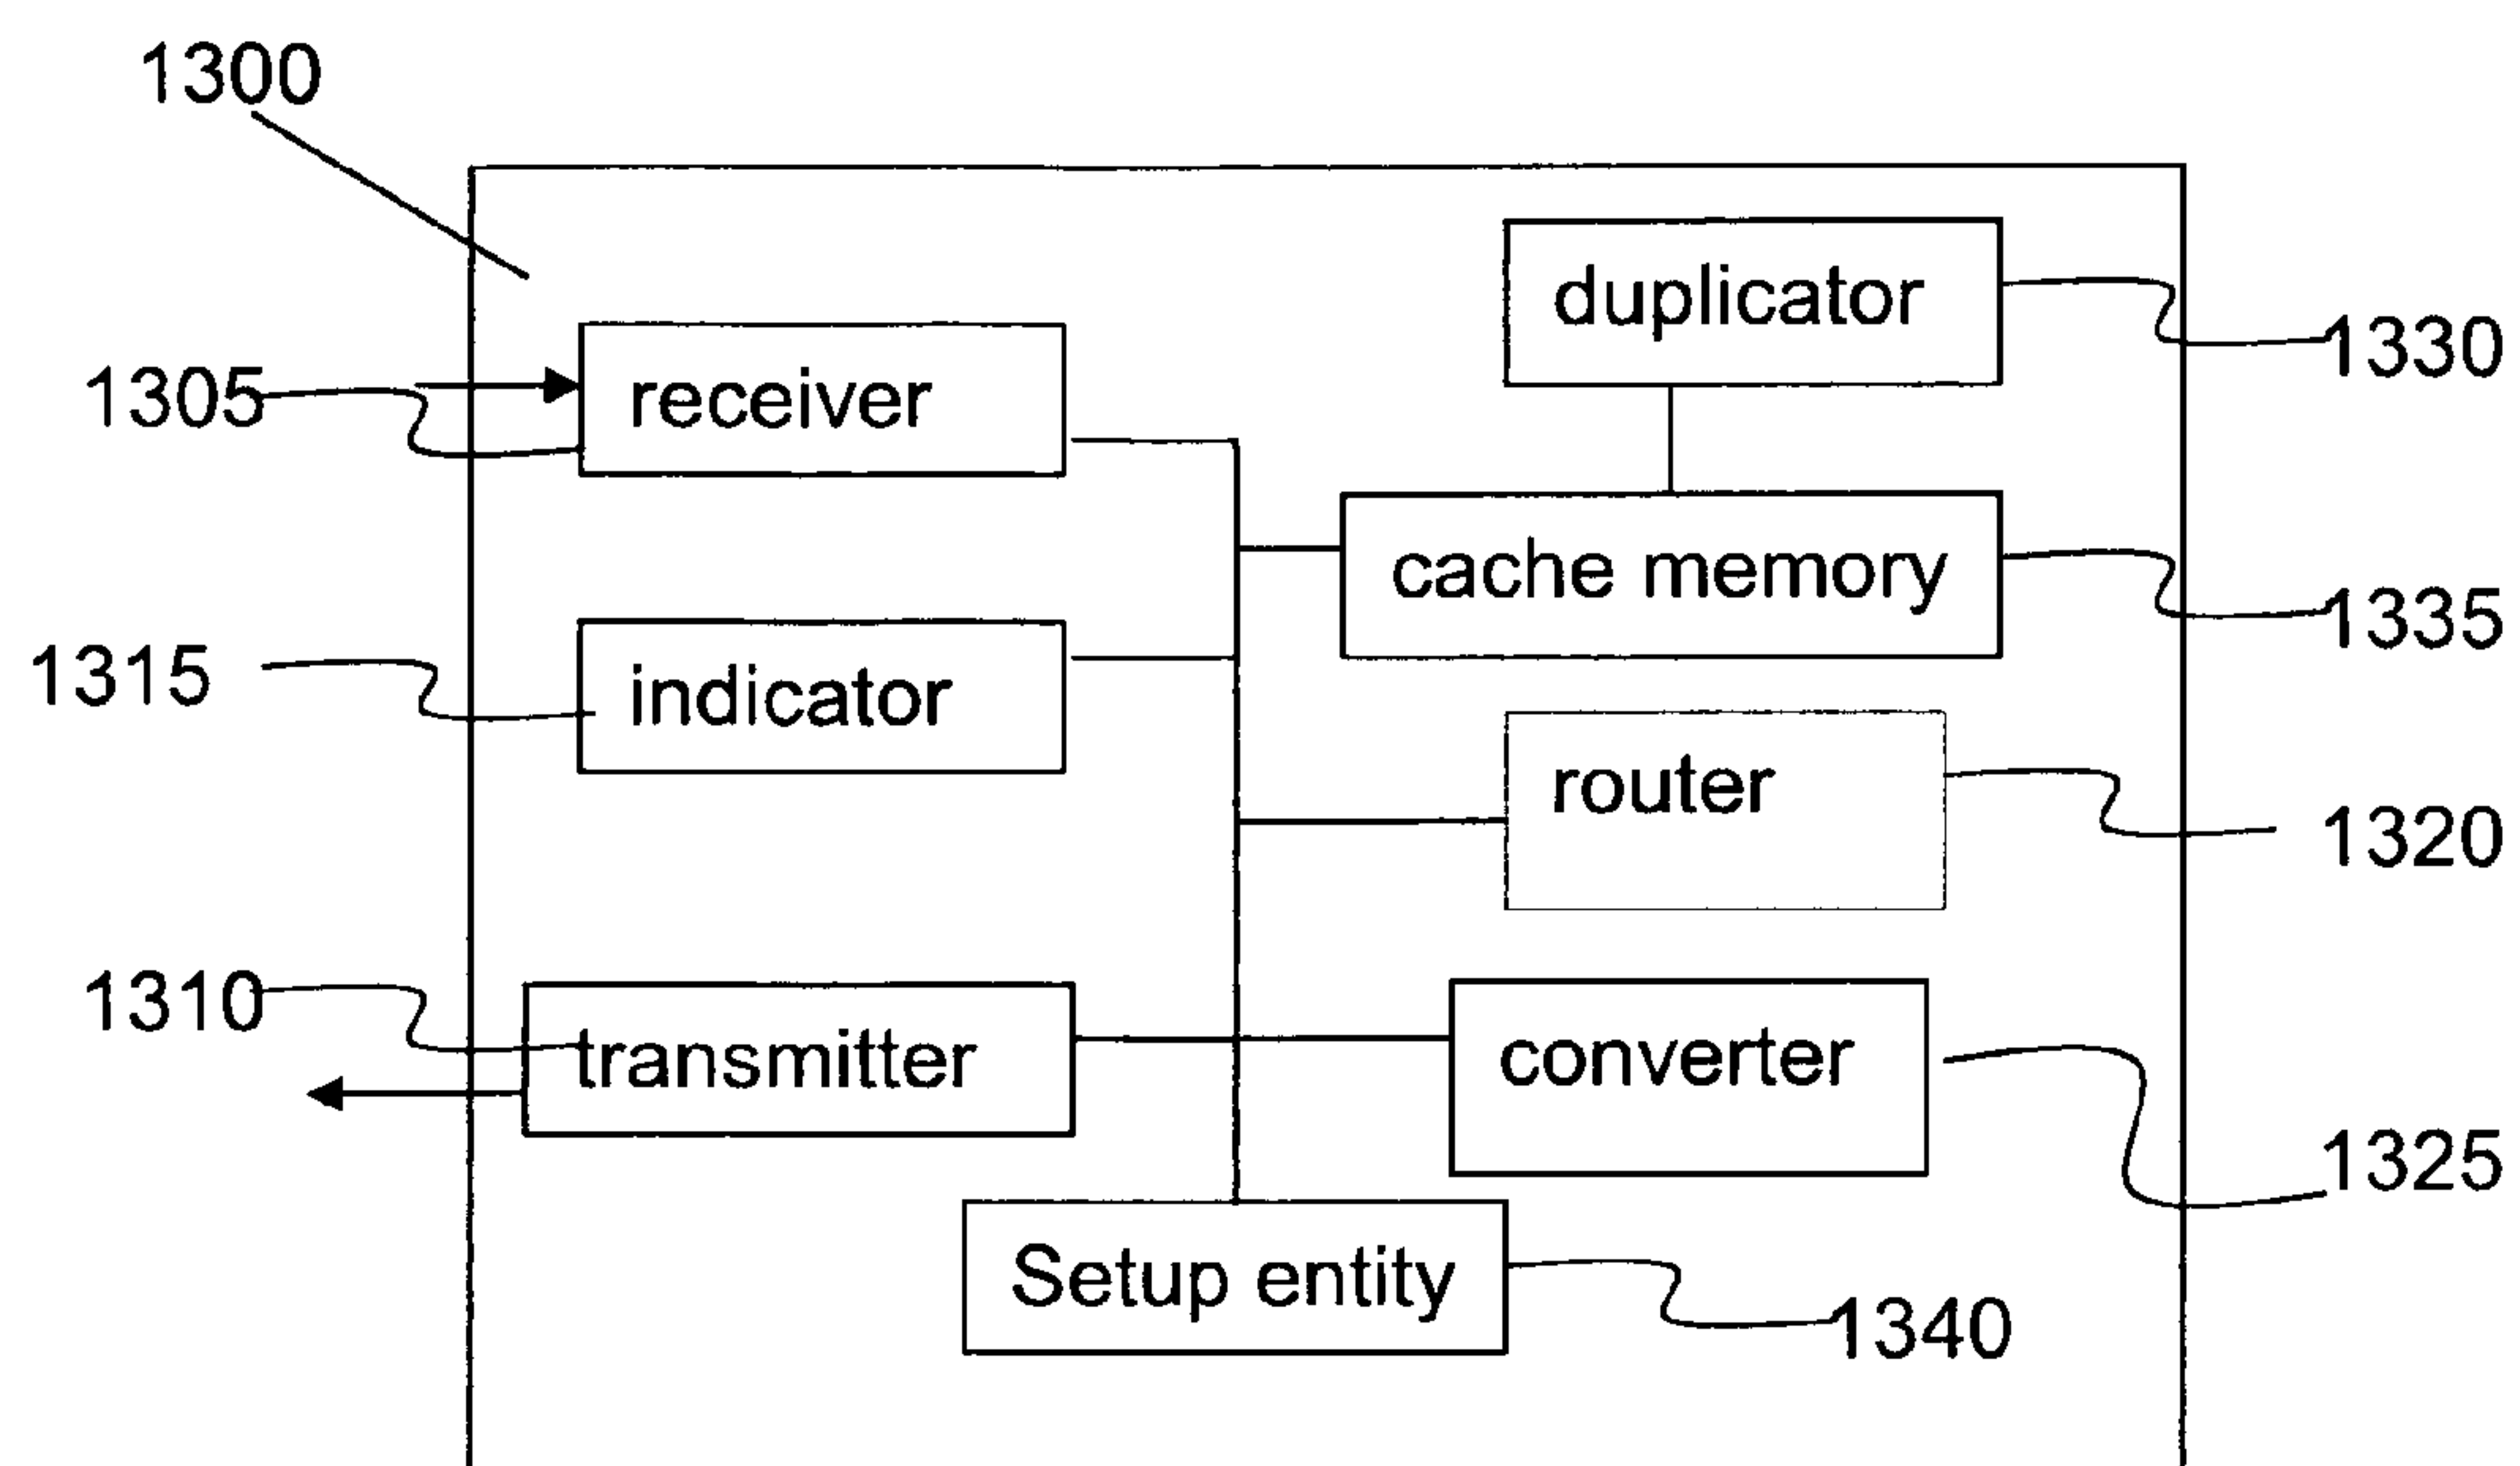 1300
duplicator
1330
1305
receiver
cache memory
1335
1315
indicator
router
1320
1310
transmitter
converter
1325
Setup entity
1340